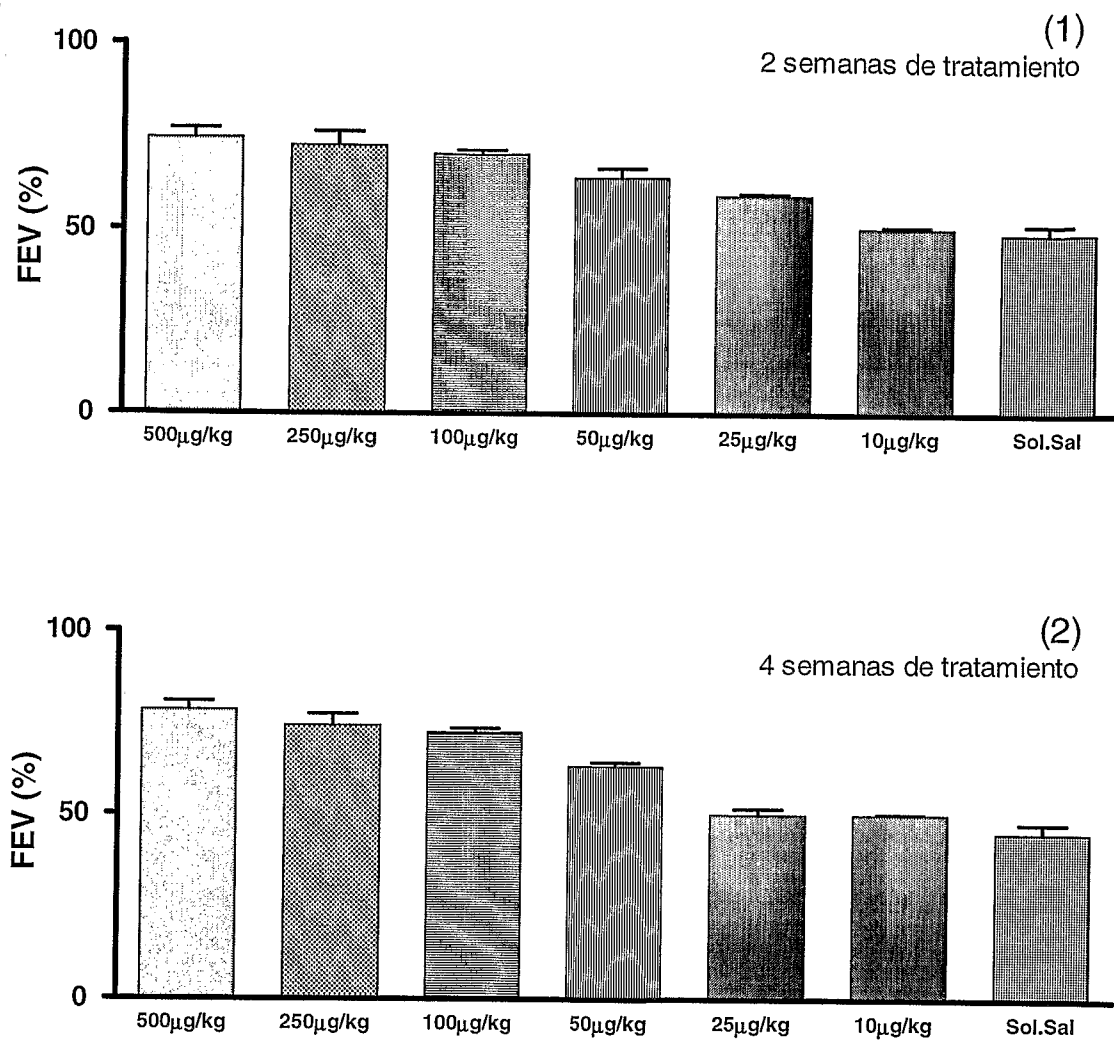 (1)
2 semanas de tratamiento
100
50
0
FEV (%)
500µg/kg 250µg/kg 100µg/kg 50µg/kg 25µg/kg 10µg/kg Sol.Sal
(2)
4 semanas de tratamiento
100
50
0
FEV (%)
500µg/kg 250µg/kg 100µg/kg 50µg/kg 25µg/kg 10µg/kg Sol.Sal